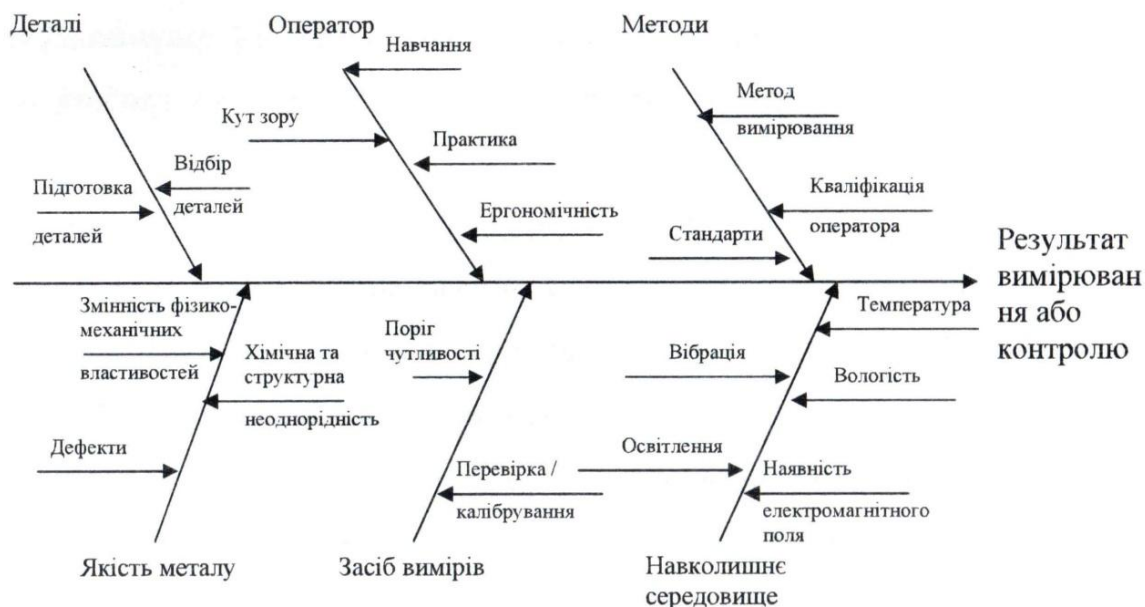 Деталі
Оператор
Методи
Навчання
Кут зору
Практика
Ергономічність
Метод
вимірювання
Кваліфікація
оператора
Стандарти
Відбір
деталей
Підготовка
деталей
Результат
вимірюван
ня або
контролю
Змінність фізико-
механічних
властивостей
Хімічна та
структурна
неоднорідність
Дефекти
Поріг
чутливості
Перевірка /
калібрування
Температура
Вібрація
Вологість
Освітлення
Наявність
електромагнітного
поля
Якість металу
Засіб вимірів
Навколишнє
середовище